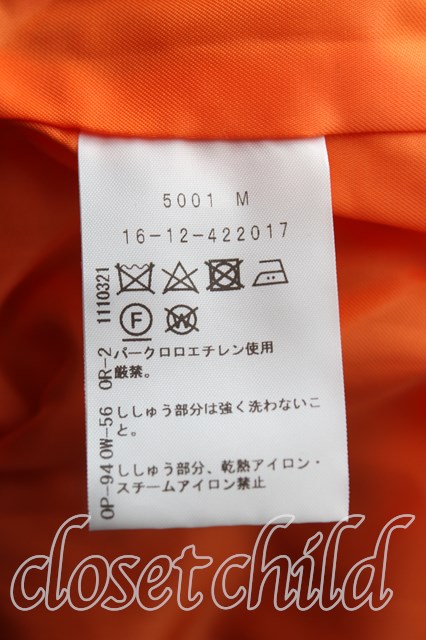 5001 M
16-12-422017
F
W
パークロロエチレン使用
厳禁。
ししゅう部分は強く洗わないこ
と。
ししゅう部分、乾熱アイロン・
スチームアイロン禁止
OP-94 OW-56 OR-2 1110321
closet child